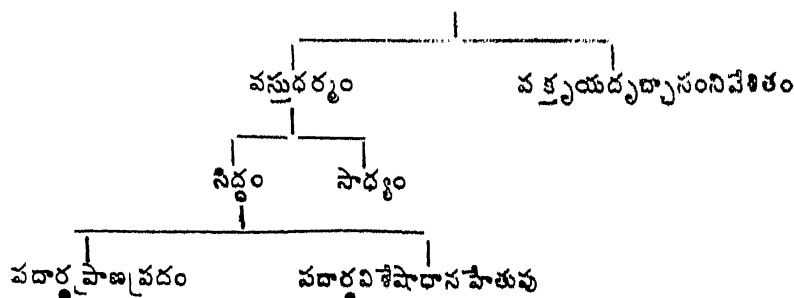 వస్తుధర్మం వక్తృయదృచ్ఛాసంనివేశితం
సిద్ధం సాధ్యం
పదార్థప్రాణప్రదం పదార్థవిశేషాధానహేతువు